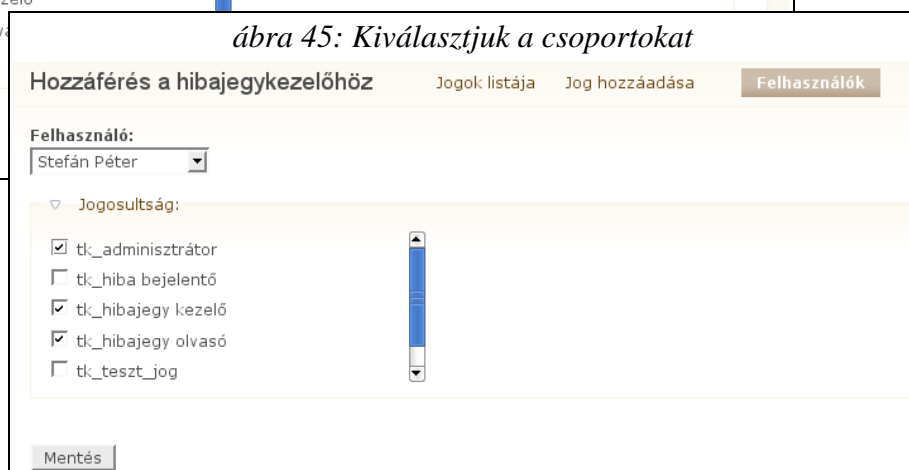 ábra 45: Kiválasztjuk a csoportokat
Hozzáférés a hibajegykezelőhöz Jogok listája Jog hozzáadása Felhasználók
Felhasználó:
Stefán Péter
Jogosultság:
tk_adminisztrátor
tk_hiba bejelentő
tk_hibajegy kezelő
tk_hibajegy olvasó
tk_teszt_jog
Mentés